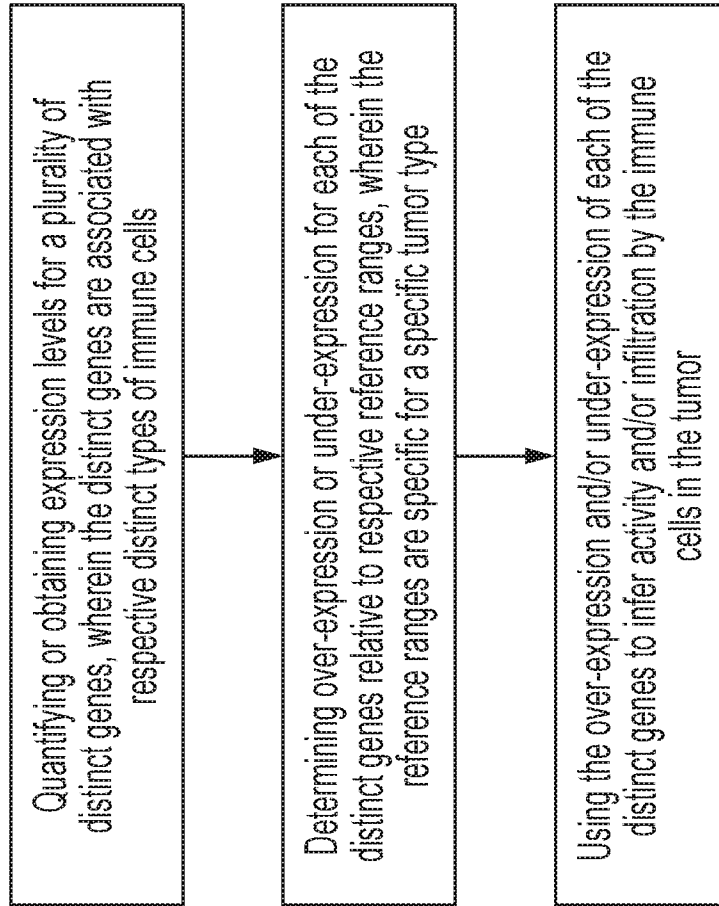 Quantifying or obtaining expression levels for a plurality of
distinct genes, wherein the distinct genes are associated with
respective distinct types of immune cells
Determining over-expression or under-expression for each of the
distinct genes relative to respective reference ranges, wherein the
reference ranges are specific for a specific tumor type
Using the over-expression and/or under-expression of each of the
distinct genes to infer activity and/or infiltration by the immune
cells in the tumor